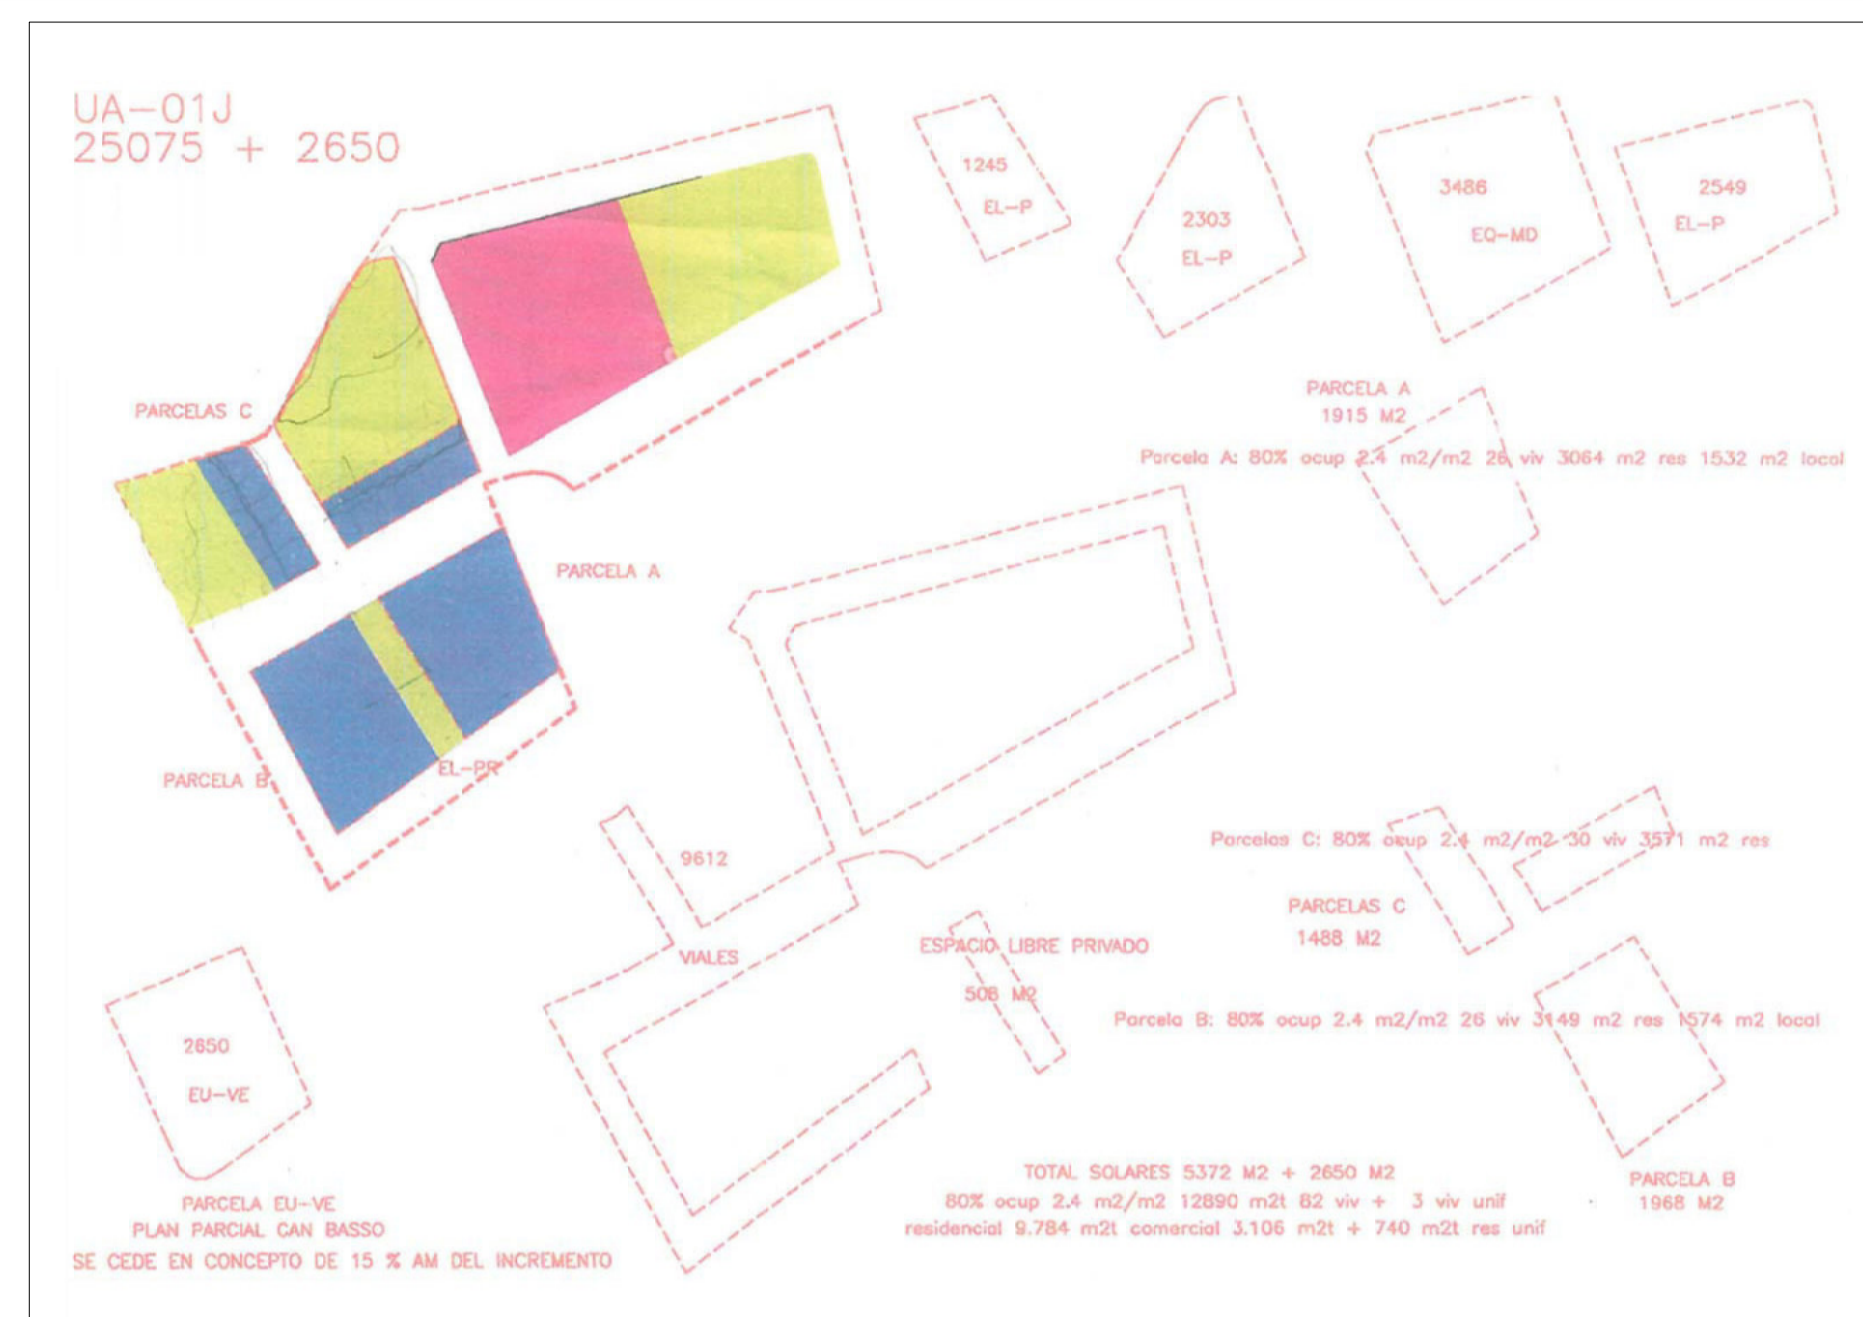 UA-01J
25075 + 2650
1245
EL-P
2303
EL-P
3486
EQ-MD
2549
EL-P
PARCELAS C
PARCELA A
1915 M2
Parcela A: 80% ocup 2.4 m2/m2 26 viv 3064 m2 res 1532 m2 local
PARCELA A
PARCELA B
EL-PR
9612
VIALES
Parcelas C: 80% ocup 2.4 m2/m2 30 viv 3571 m2 res
PARCELAS C
1488 M2
ESPACIO LIBRE PRIVADO
508 M2
Parcela B: 80% ocup 2.4 m2/m2 26 viv 3149 m2 res 1574 m2 local
2650
EU-VE
PARCELA EU-VE
PLAN PARCIAL CAN BASSO
SE CEDE EN CONCEPTO DE 15 % AM DEL INCREMENTO
TOTAL SOLARES 5372 M2 + 2650 M2
80% ocup 2.4 m2/m2 12890 m2t 82 viv + 3 viv unif
residencial 9.784 m2t comercial 3.106 m2t + 740 m2t res unif
PARCELA B
1968 M2